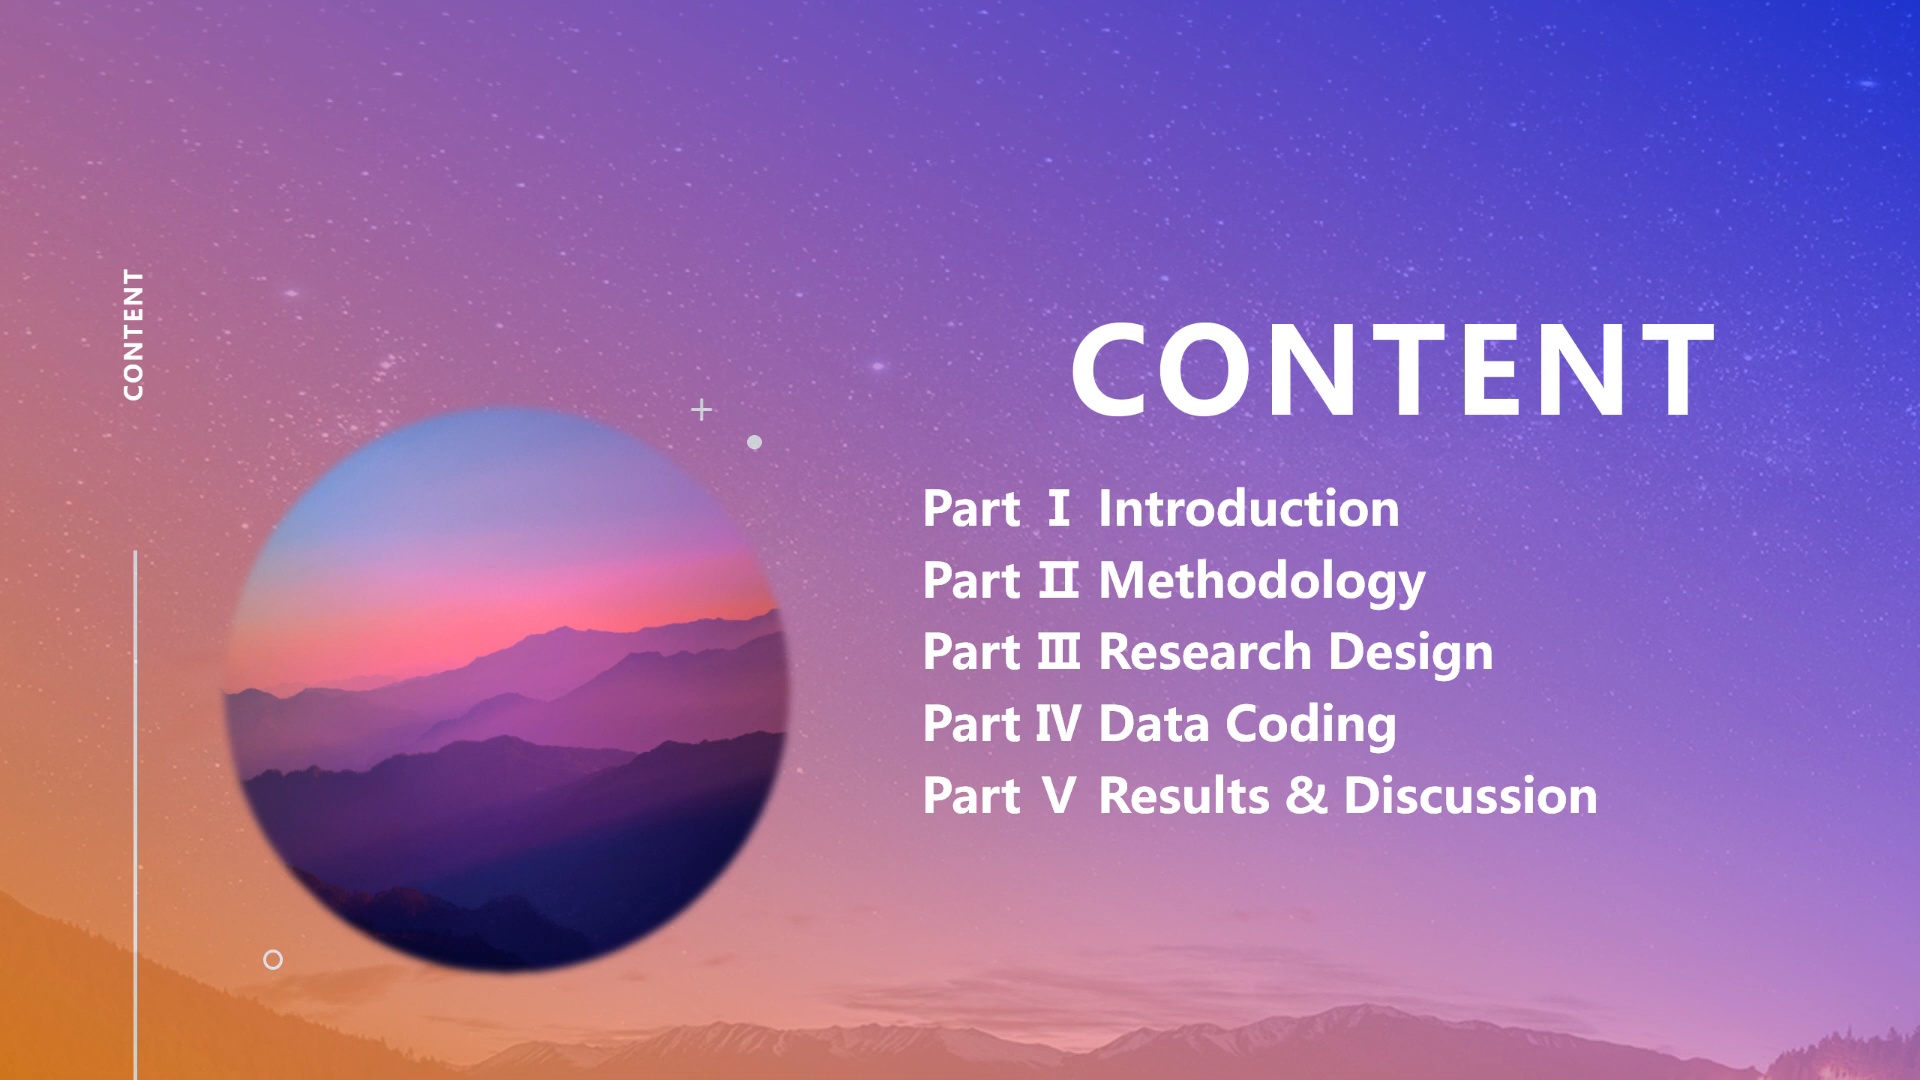 CONTENT
CONTENT
Part Ⅰ Introduction
Part Ⅱ Methodology
Part Ⅲ Research Design
Part Ⅳ Data Coding
Part Ⅴ Results & Discussion